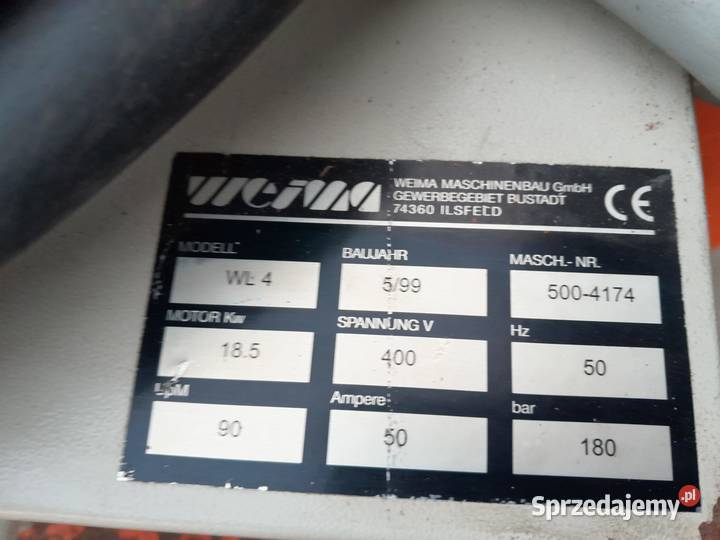 weima
WEIMA MASCHINENBAU GmbH
GEWERBEGEBIET BUSTADT
74360 ILSFELD
CE
MODELL
WL 4
BAUJAHR
5/99
MASCH.- NR.
500-4174
MOTOR Kw
18.5
SPANNUNG V
400
Hz
50
UpM
90
Ampere
50
bar
180
Sprzedajemy.pl